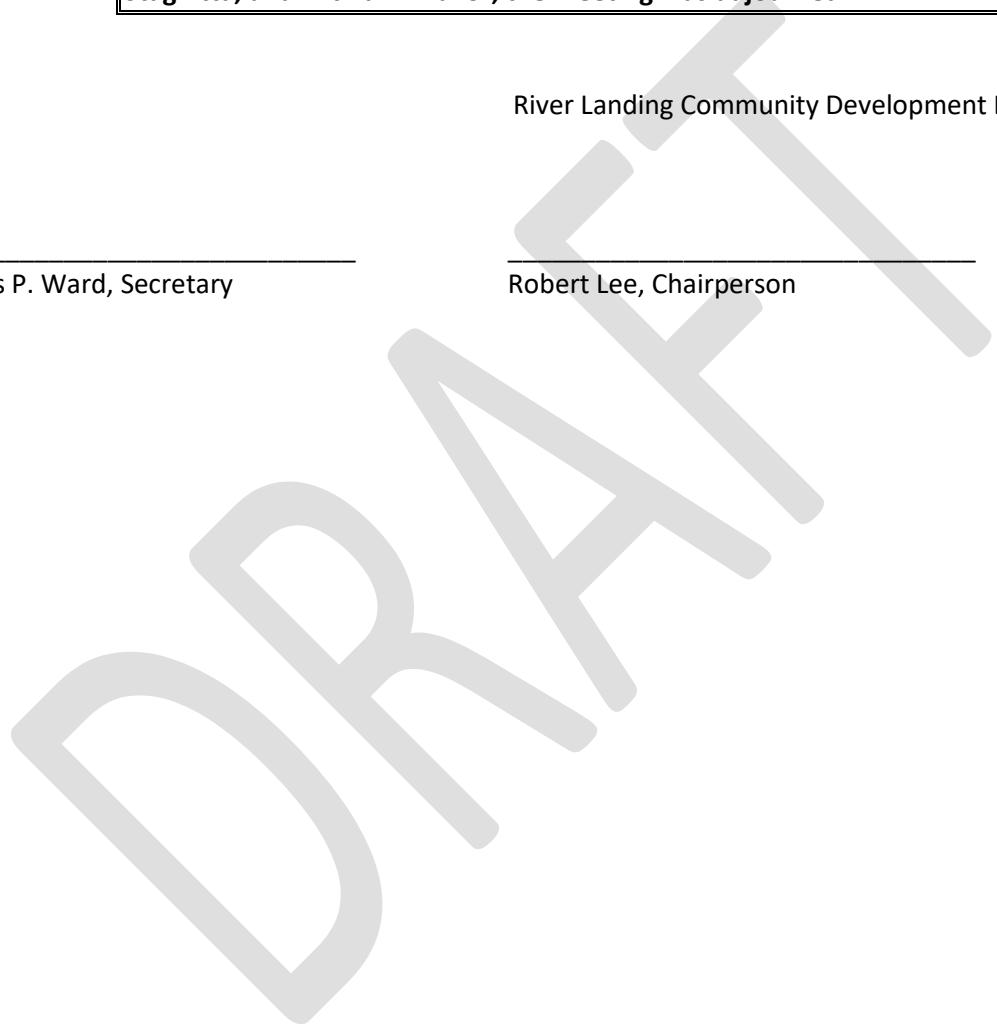 River Landing Community Development
s P. Ward, Secretary
Robert Lee, Chairperson
DRAFT